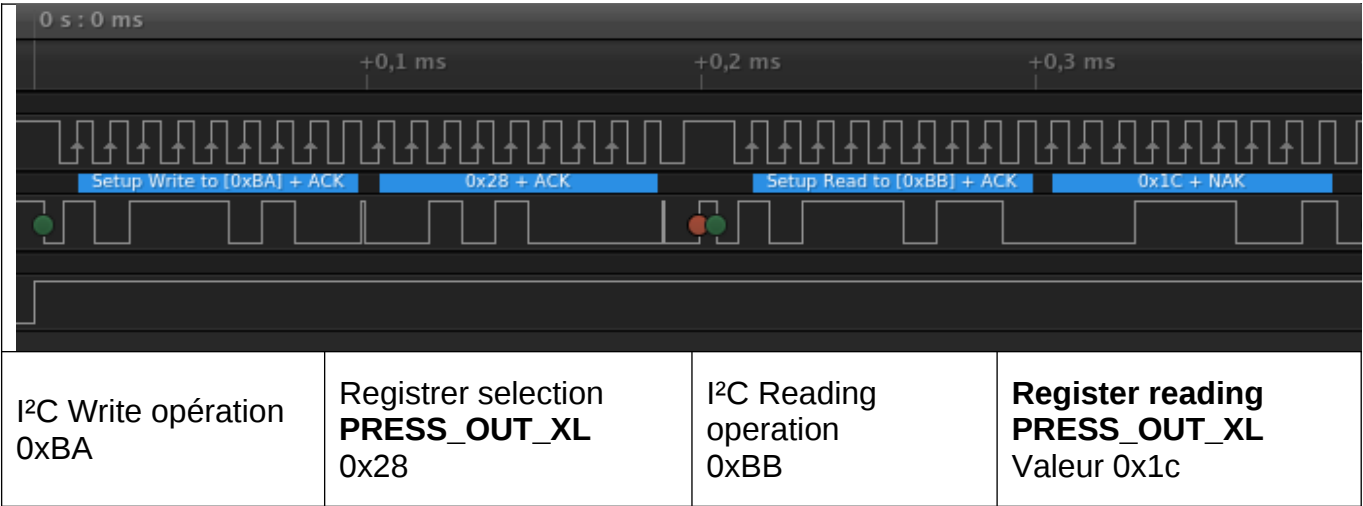 0 s : 0 ms
+0,1 ms
+0,2 ms
+0,3 ms
Setup Write to [0xBA] + ACK
0x28 + ACK
Setup Read to [0xBB] + ACK
0x1C + NAK
I²C Write opération
0xBA
Registrer selection
PRESS_OUT_XL
0x28
I²C Reading
operation
0xBB
Register reading
PRESS_OUT_XL
Valeur 0x1c